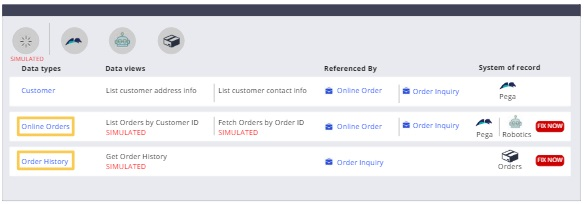 SIMULATED
Data types Data views Referenced By System of record
Customer List customer address info List customer contact info Online Order Order Inquiry Pega
Online Orders List Orders by Customer ID Fetch Orders by Order ID Online Order Order Inquiry Pega Robotics FIX NOW
SIMULATED SIMULATED
Order History Get Order History Order Inquiry Orders FIX NOW
SIMULATED